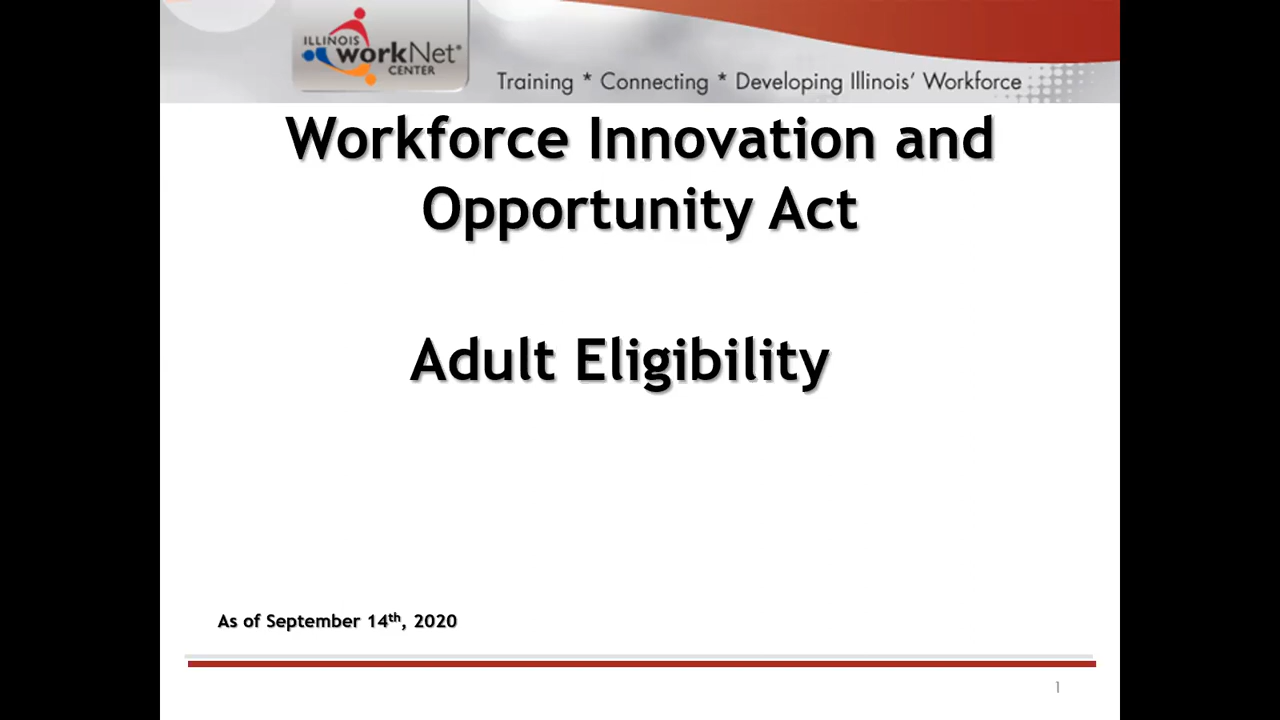 ILLINOIS
workNet®
CENTER
Training * Connecting * Developing Illinois’ Workforce
Workforce Innovation and
Opportunity Act
Adult Eligibility
As of September 14th, 2020
1